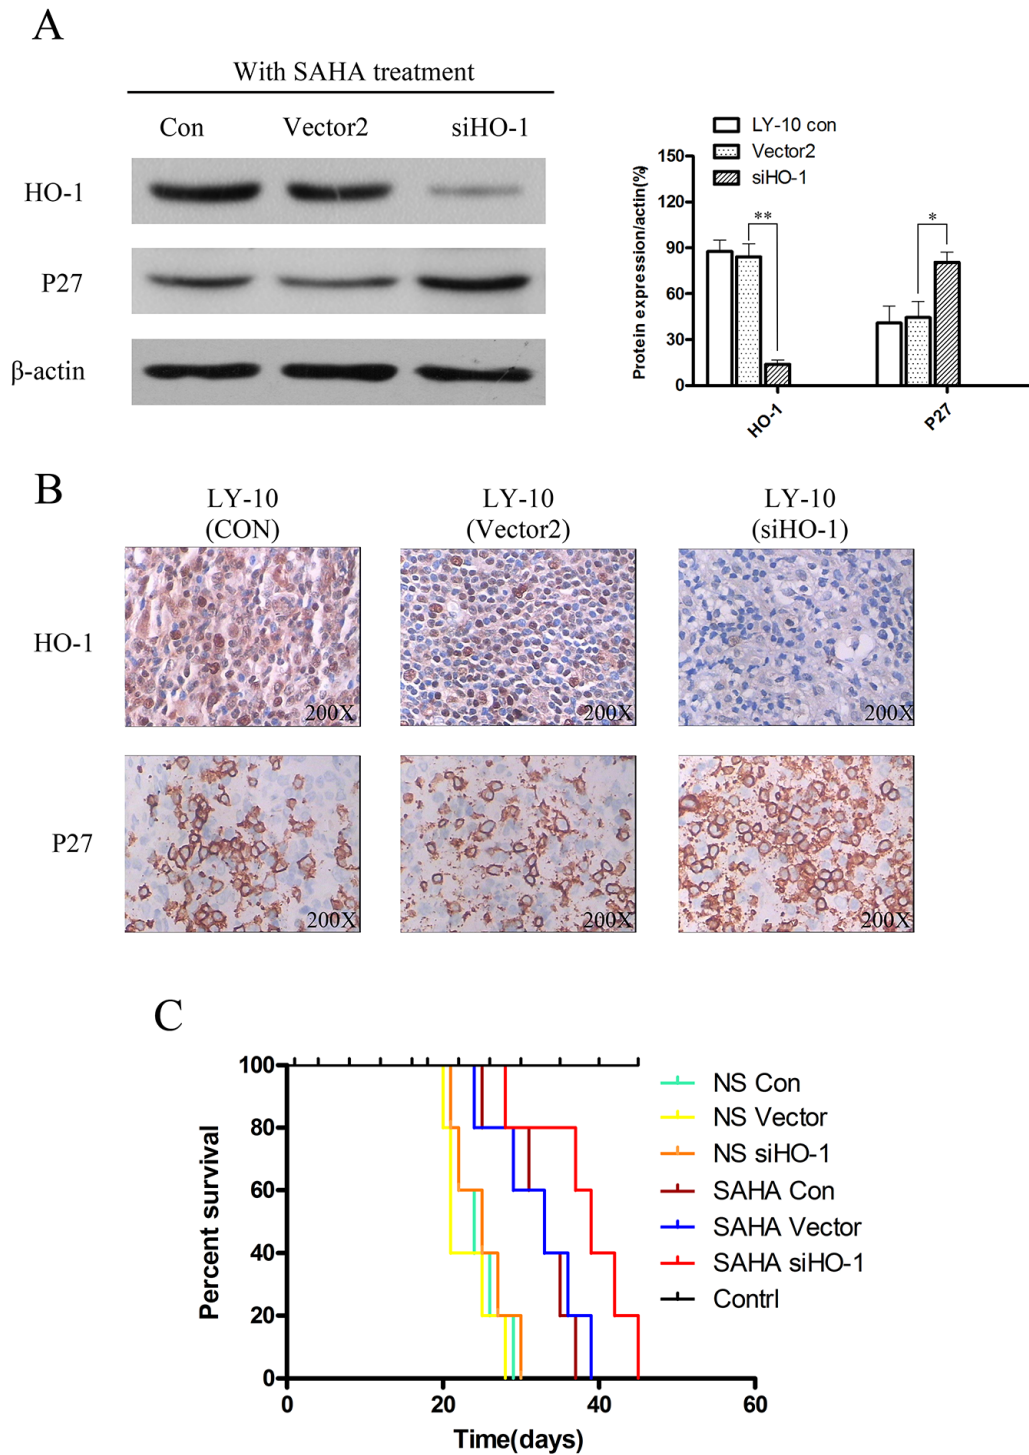 A
With SAHA treatment
Con Vector2 siHO-1
HO-1
P27
β-actin
LY-10 con
Vector2
siHO-1
Protein expression/actin(%)
150
120
90
60
30
0
** *
HO-1 P27
B
LY-10 LY-10 LY-10
(CON) (Vector2) (siHO-1)
HO-1
200X 200X 200X
P27
200X 200X 200X
C
Percent survival
100
80
60
40
20
0
0 20 40 60
Time(days)
NS Con
NS Vector
NS siHO-1
SAHA Con
SAHA Vector
SAHA siHO-1
Contrl